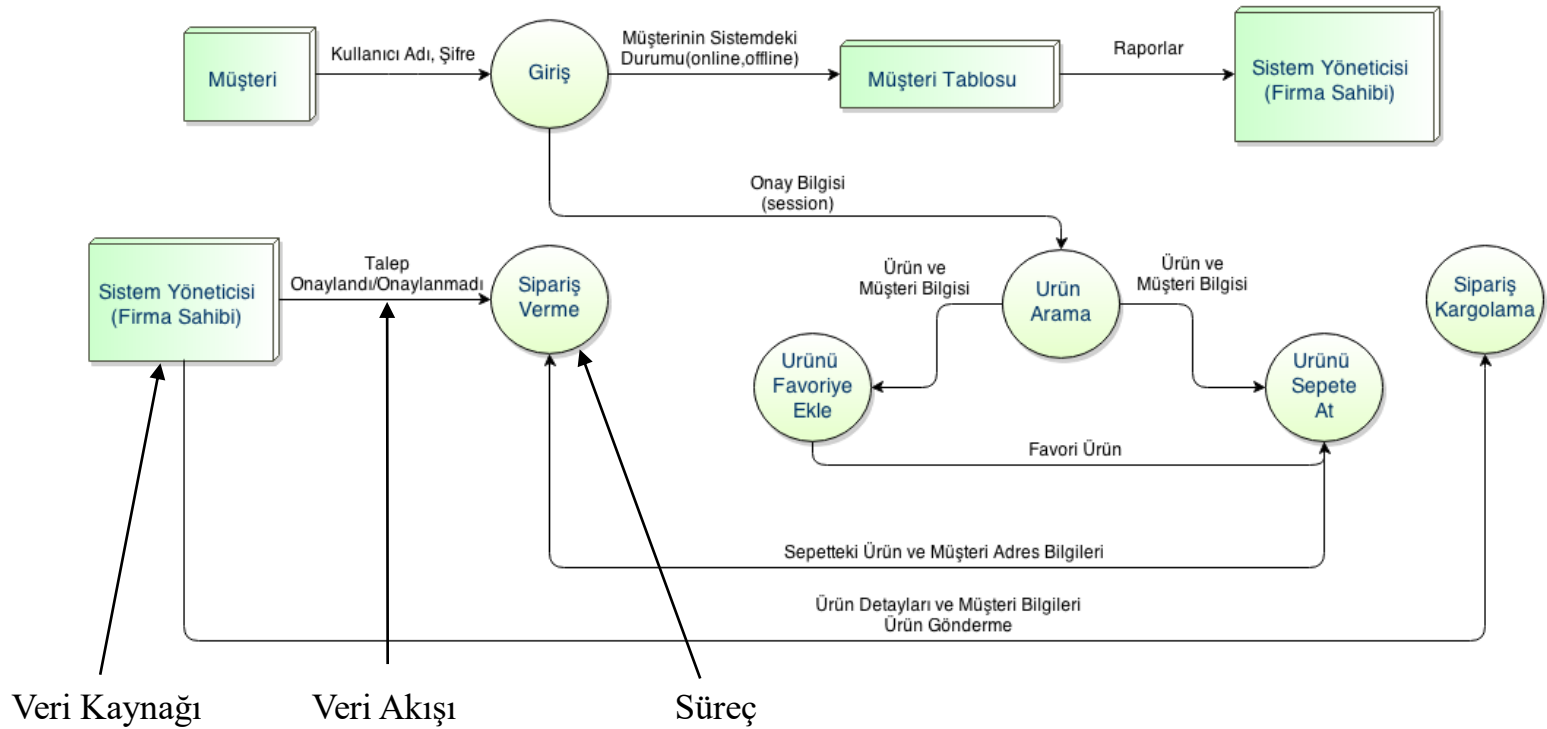 Müşteri
Kullanıcı Adı, Şifre
Giriş
Müşterinin Sistemdeki
Durumu(online,offline)
Müşteri Tablosu
Raporlar
Sistem Yöneticisi
(Firma Sahibi)
Onay Bilgisi
(session)
Sistem Yöneticisi
(Firma Sahibi)
Talep
Onaylandı/Onaylanmadı
Sipariş
Verme
Ürün ve
Müşteri Bilgisi
Urün
Arama
Ürün ve
Müşteri Bilgisi
Sipariş
Kargolama
Urünü
Favoriye
Ekle
Urünü
Sepete
At
Favori Ürün
Sepetteki Ürün ve Müşteri Adres Bilgileri
Ürün Detayları ve Müşteri Bilgileri
Ürün Gönderme
Veri Kaynağı
Veri Akışı
Süreç